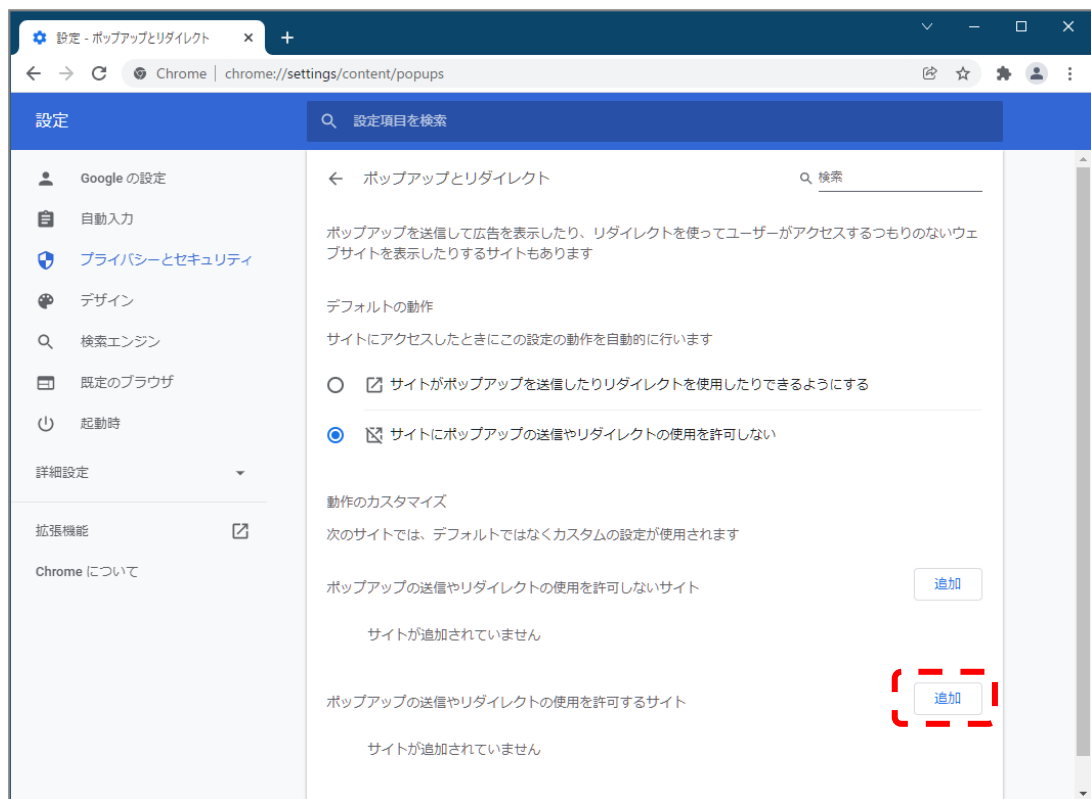 設定 - ポップアップとリダイレクト
Chrome | chrome://settings/content/popups
設定
設定項目を検索
Google の設定
自動入力
プライバシーとセキュリティ
デザイン
検索エンジン
既定のブラウザ
起動時
詳細設定
拡張機能
Chrome について
ポップアップとリダイレクト
検索
ポップアップを送信して広告を表示したり、リダイレクトを使ってユーザーがアクセスするつもりのないウェ
ブサイトを表示したりするサイトもあります
デフォルトの動作
サイトにアクセスしたときにこの設定の動作を自動的に行います
サイトがポップアップを送信したりリダイレクトを使用したりできるようにする
サイトにポップアップの送信やリダイレクトの使用を許可しない
動作のカスタマイズ
次のサイトでは、デフォルトではなくカスタムの設定が使用されます
ポップアップの送信やリダイレクトの使用を許可しないサイト
追加
サイトが追加されていません
ポップアップの送信やリダイレクトの使用を許可するサイト
追加
サイトが追加されていません